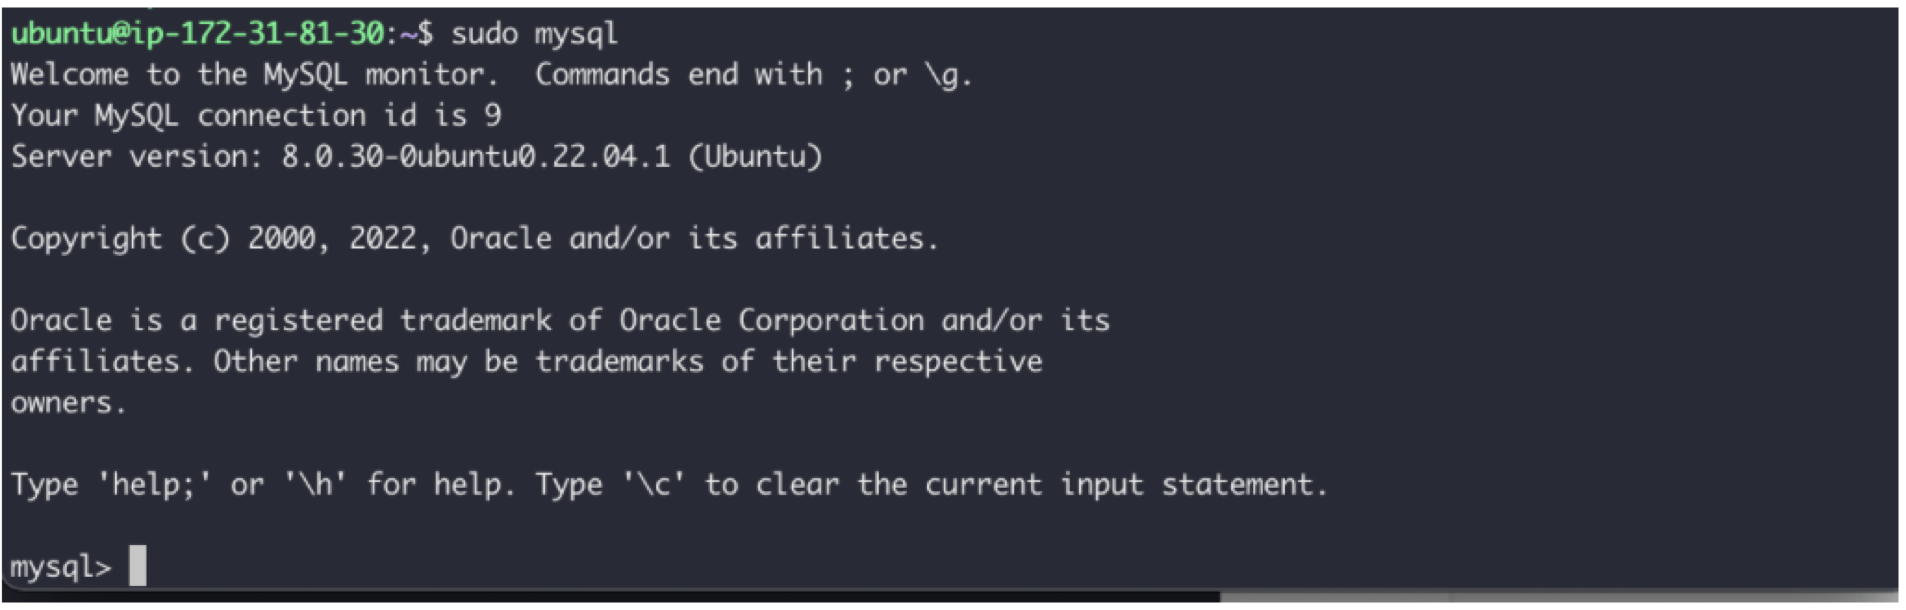 ubuntu@ip-172-31-81-30:~$ sudo mysql
Welcome to the MySQL monitor.  Commands end with ; or \g.
Your MySQL connection id is 9
Server version: 8.0.30-0ubuntu0.22.04.1 (Ubuntu)
Copyright (c) 2000, 2022, Oracle and/or its affiliates.
Oracle is a registered trademark of Oracle Corporation and/or its
affiliates. Other names may be trademarks of their respective
owners.
Type 'help;' or '\h' for help. Type '\c' to clear the current input statement.
mysql>